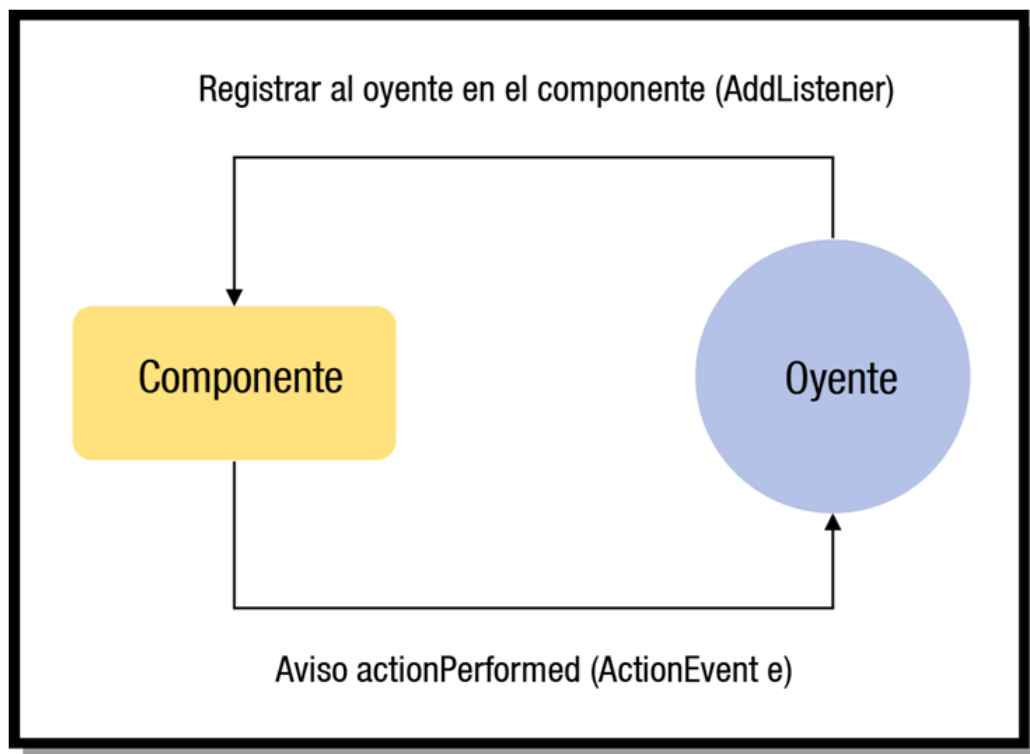 Registrar al oyente en el componente (AddListener)
Componente
Oyente
Aviso actionPerformed (ActionEvent e)